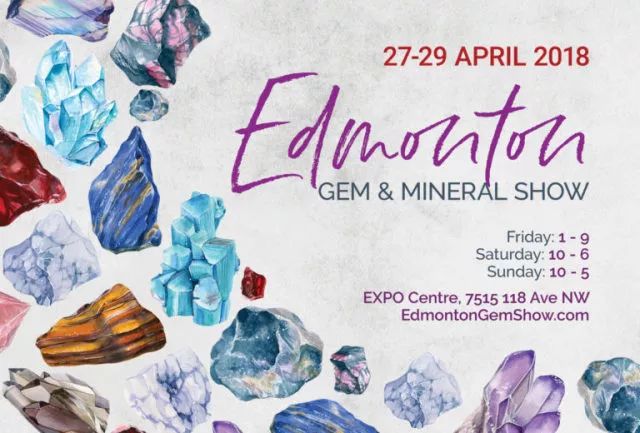 27-29 APRIL 2018
Edmonton
GEM & MINERAL SHOW
Friday: 1 - 9
Saturday: 10 - 6
Sunday: 10 - 5
EXPO Centre, 7515 118 Ave NW
EdmontonGemShow.com